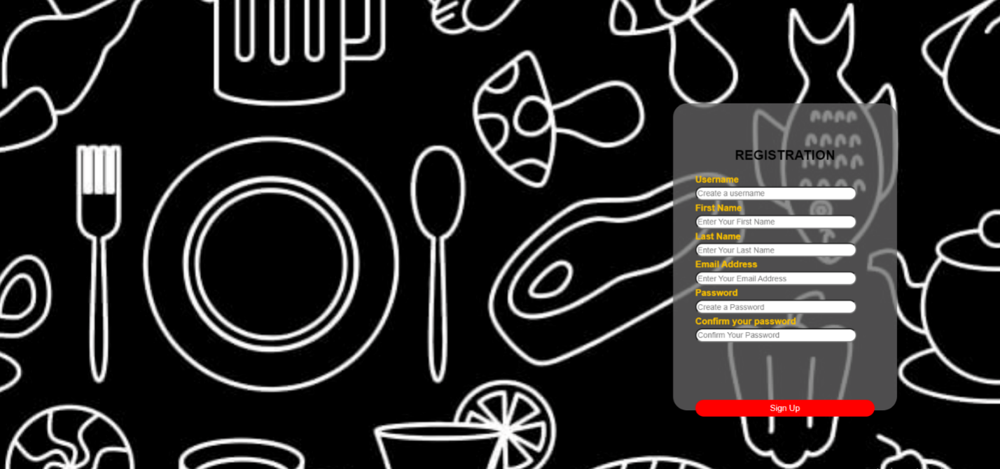 REGISTRATION
Username
Create a username
First Name
Enter Your First Name
Last Name
Enter Your Last Name
Email Address
Enter Your Email Address
Password
Create a Password
Confirm your password
Confirm Your Password
Sign Up